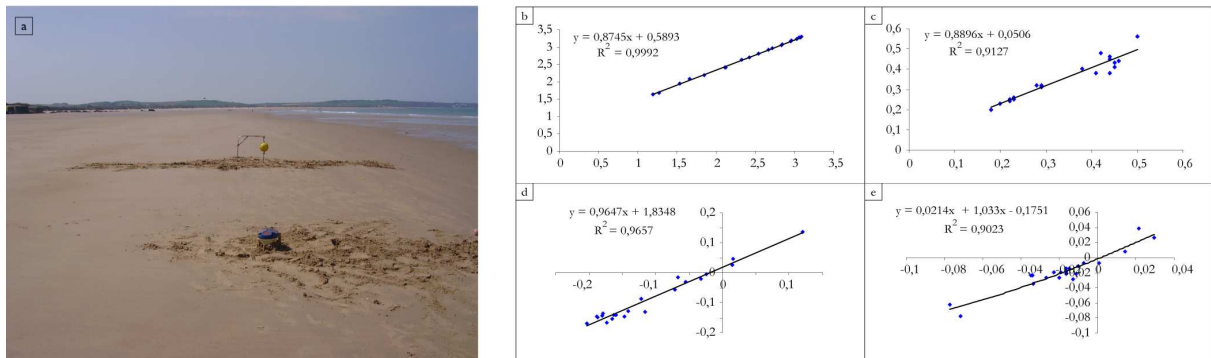 a
b
y = 0,8745x + 0,5893
R2 = 0,9992
3,5
3
2,5
2
1,5
1
0,5
0
0 0,5 1 1,5 2 2,5 3 3,5
c
y = 0,8896x + 0,0506
R2 = 0,9127
0,6
0,5
0,4
0,3
0,2
0,1
0
0 0,1 0,2 0,3 0,4 0,5 0,6
d
y = 0,9647x + 1,8348
R2 = 0,9657
0,2
0,1
0
-0,1
-0,2
-0,2 -0,1 0,1
e
y = 0,0214x + 1,033x - 0,1751
R2 = 0,9023
0,06
0,04
0,02
0
-0,02
-0,04
-0,06
-0,08
-0,1
-0,1 -0,08 -0,06 -0,04 -0,02 0,02 0,04